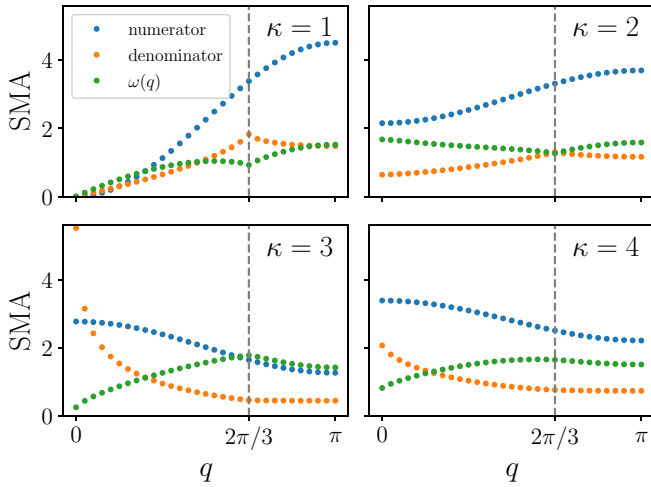 κ = 1
κ = 2
numerator
denominator
ω(q)
SMA
4
2
0
κ = 3
κ = 4
SMA
4
2
0
0
2π/3
π
0
2π/3
π
q
q